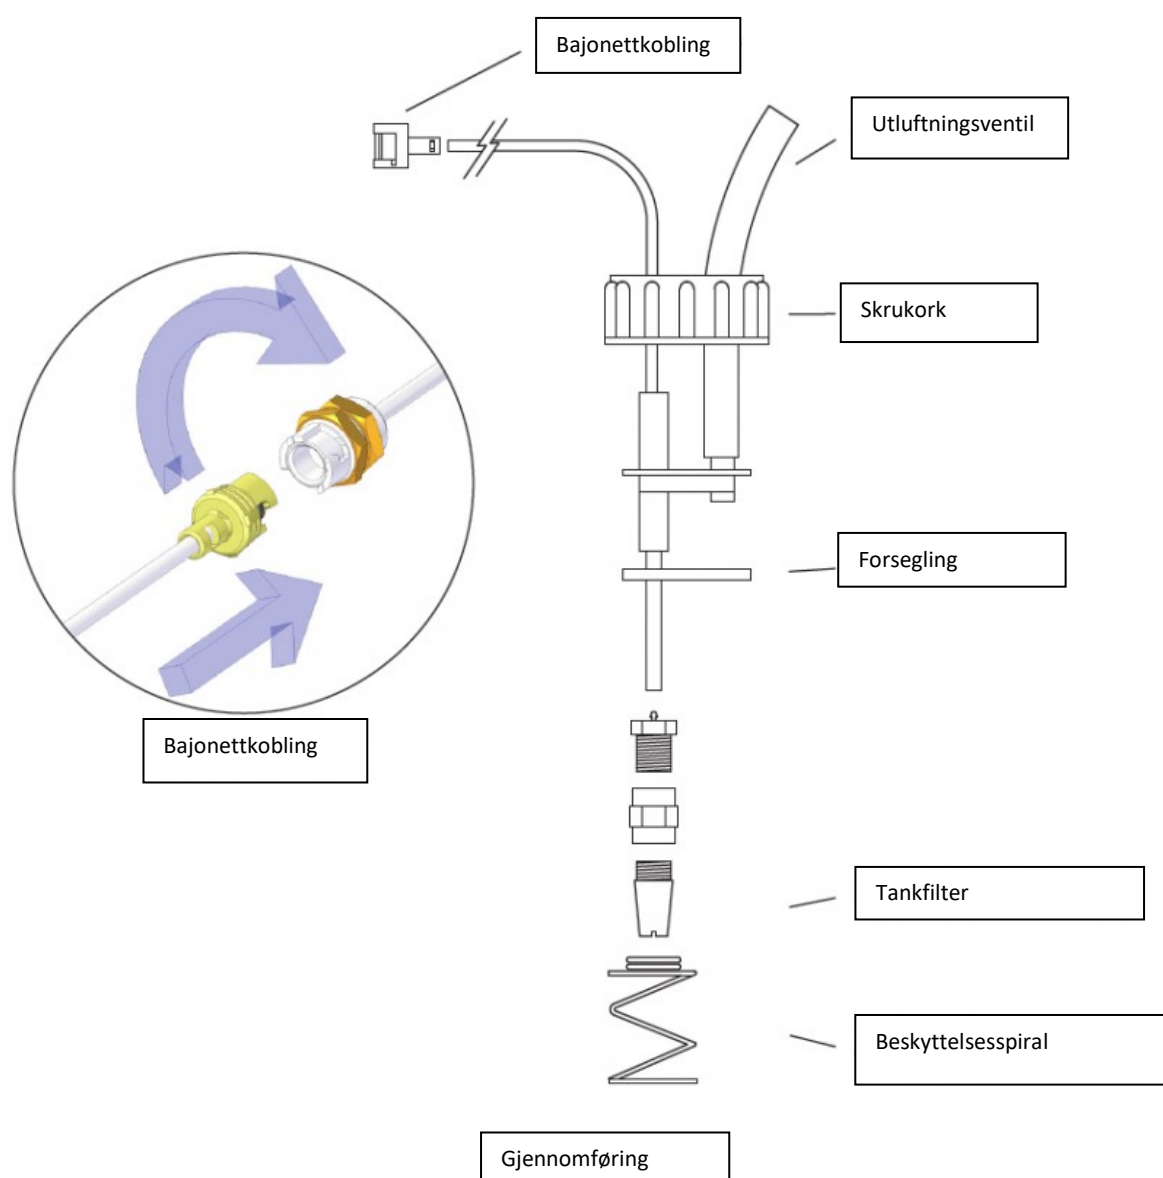 Bajonettkobling
Utluftningsventil
Skrukork
Forsegling
Bajonettkobling
Tankfilter
Beskyttelsesspiral
Gjennomføring